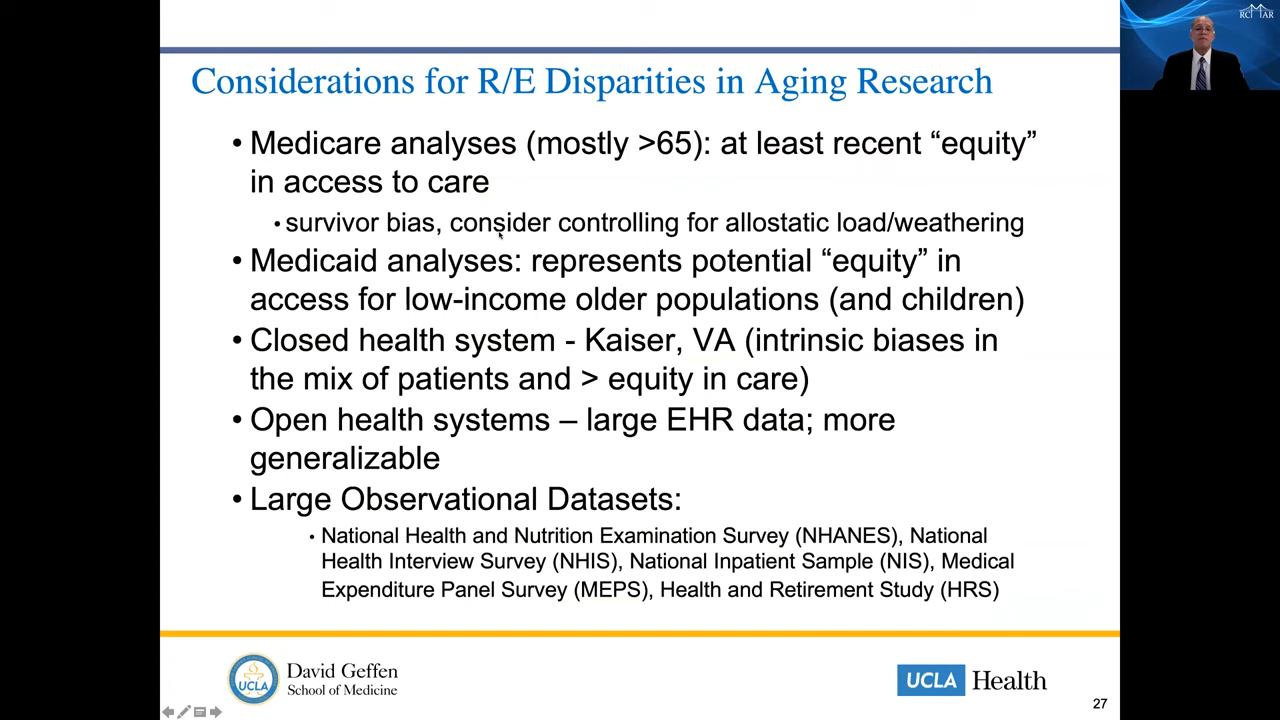 RCMAR
Considerations for R/E Disparities in Aging Research
• Medicare analyses (mostly >65): at least recent “equity”
in access to care
• survivor bias, consider controlling for allostatic load/weathering
• Medicaid analyses: represents potential “equity” in
access for low-income older populations (and children)
• Closed health system - Kaiser, VA (intrinsic biases in
the mix of patients and > equity in care)
• Open health systems – large EHR data; more
generalizable
• Large Observational Datasets:
• National Health and Nutrition Examination Survey (NHANES), National
Health Interview Survey (NHIS), National Inpatient Sample (NIS), Medical
Expenditure Panel Survey (MEPS), Health and Retirement Study (HRS)
UCLA
David Geffen
School of Medicine
UCLA Health
27